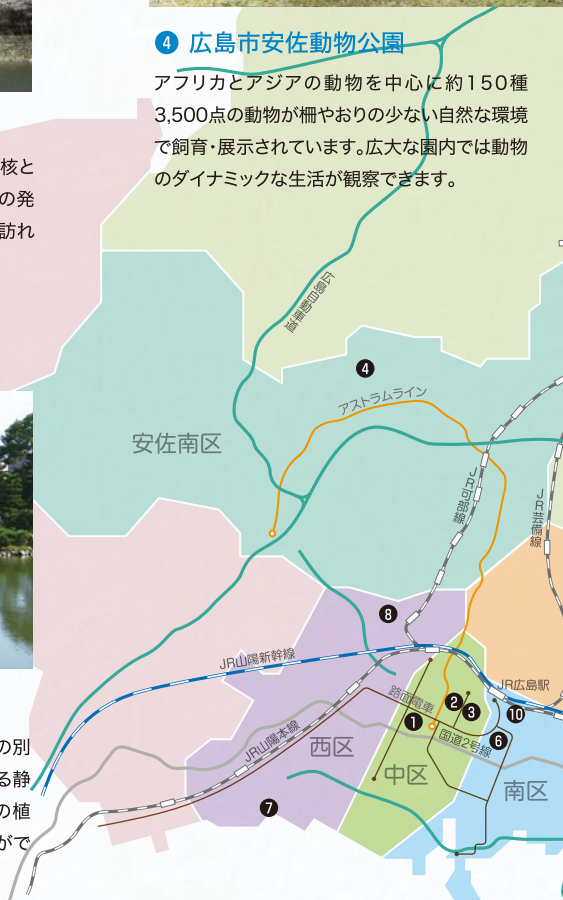 ❹ 広島市安佐動物公園
アフリカとアジアの動物を中心に約150種
3,500点の動物が柵やおりの少ない自然な環境
で飼育・展示されています。広大な園内では動物
のダイナミックな生活が観察できます。
核と
の発
訪れ
広島自動車道
❹
アストラムライン
安佐南区
JR可部線
JR芸備線
❽
JR山陽新幹線
JR広島駅
路面電車
❷
❸
❶
❿
国道2号線
❻
JR山陽本線
西区
中区
南区
❼
の別
る静
の植
がで